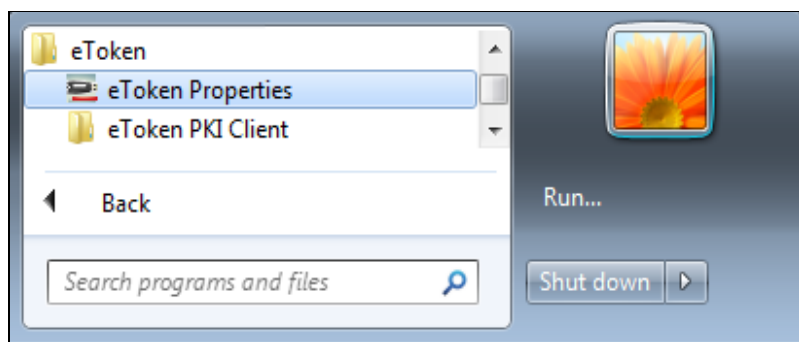 eToken
eToken Properties
eToken PKI Client
Back
Run...
Search programs and files
Shut down